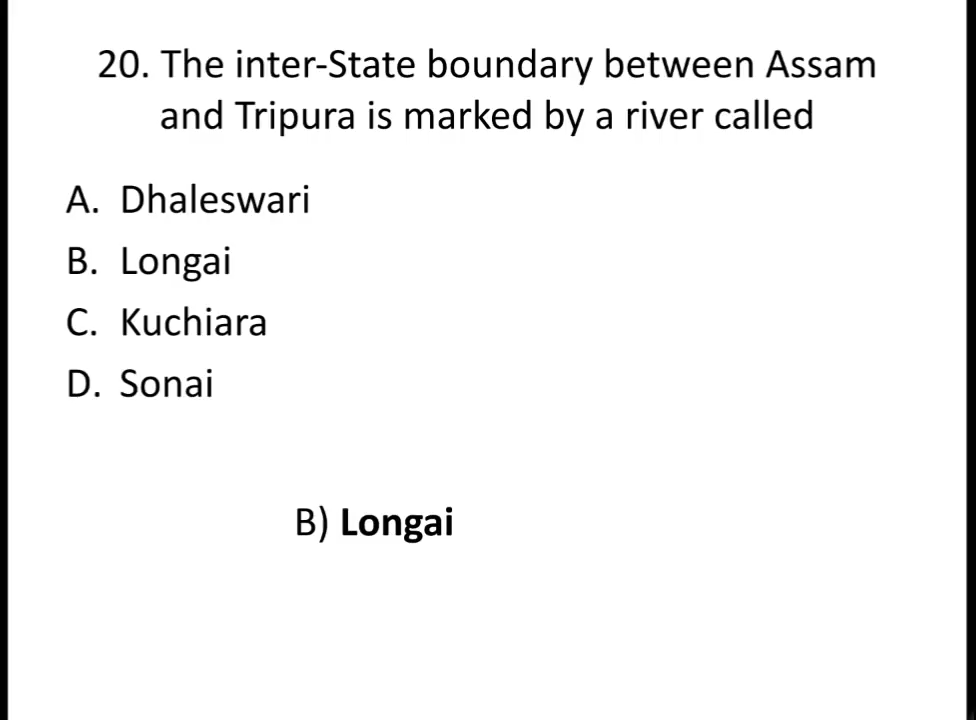 20. The inter-State boundary between Assam
and Tripura is marked by a river called
A. Dhaleswari
B. Longai
C. Kuchiara
D. Sonai
B) Longai